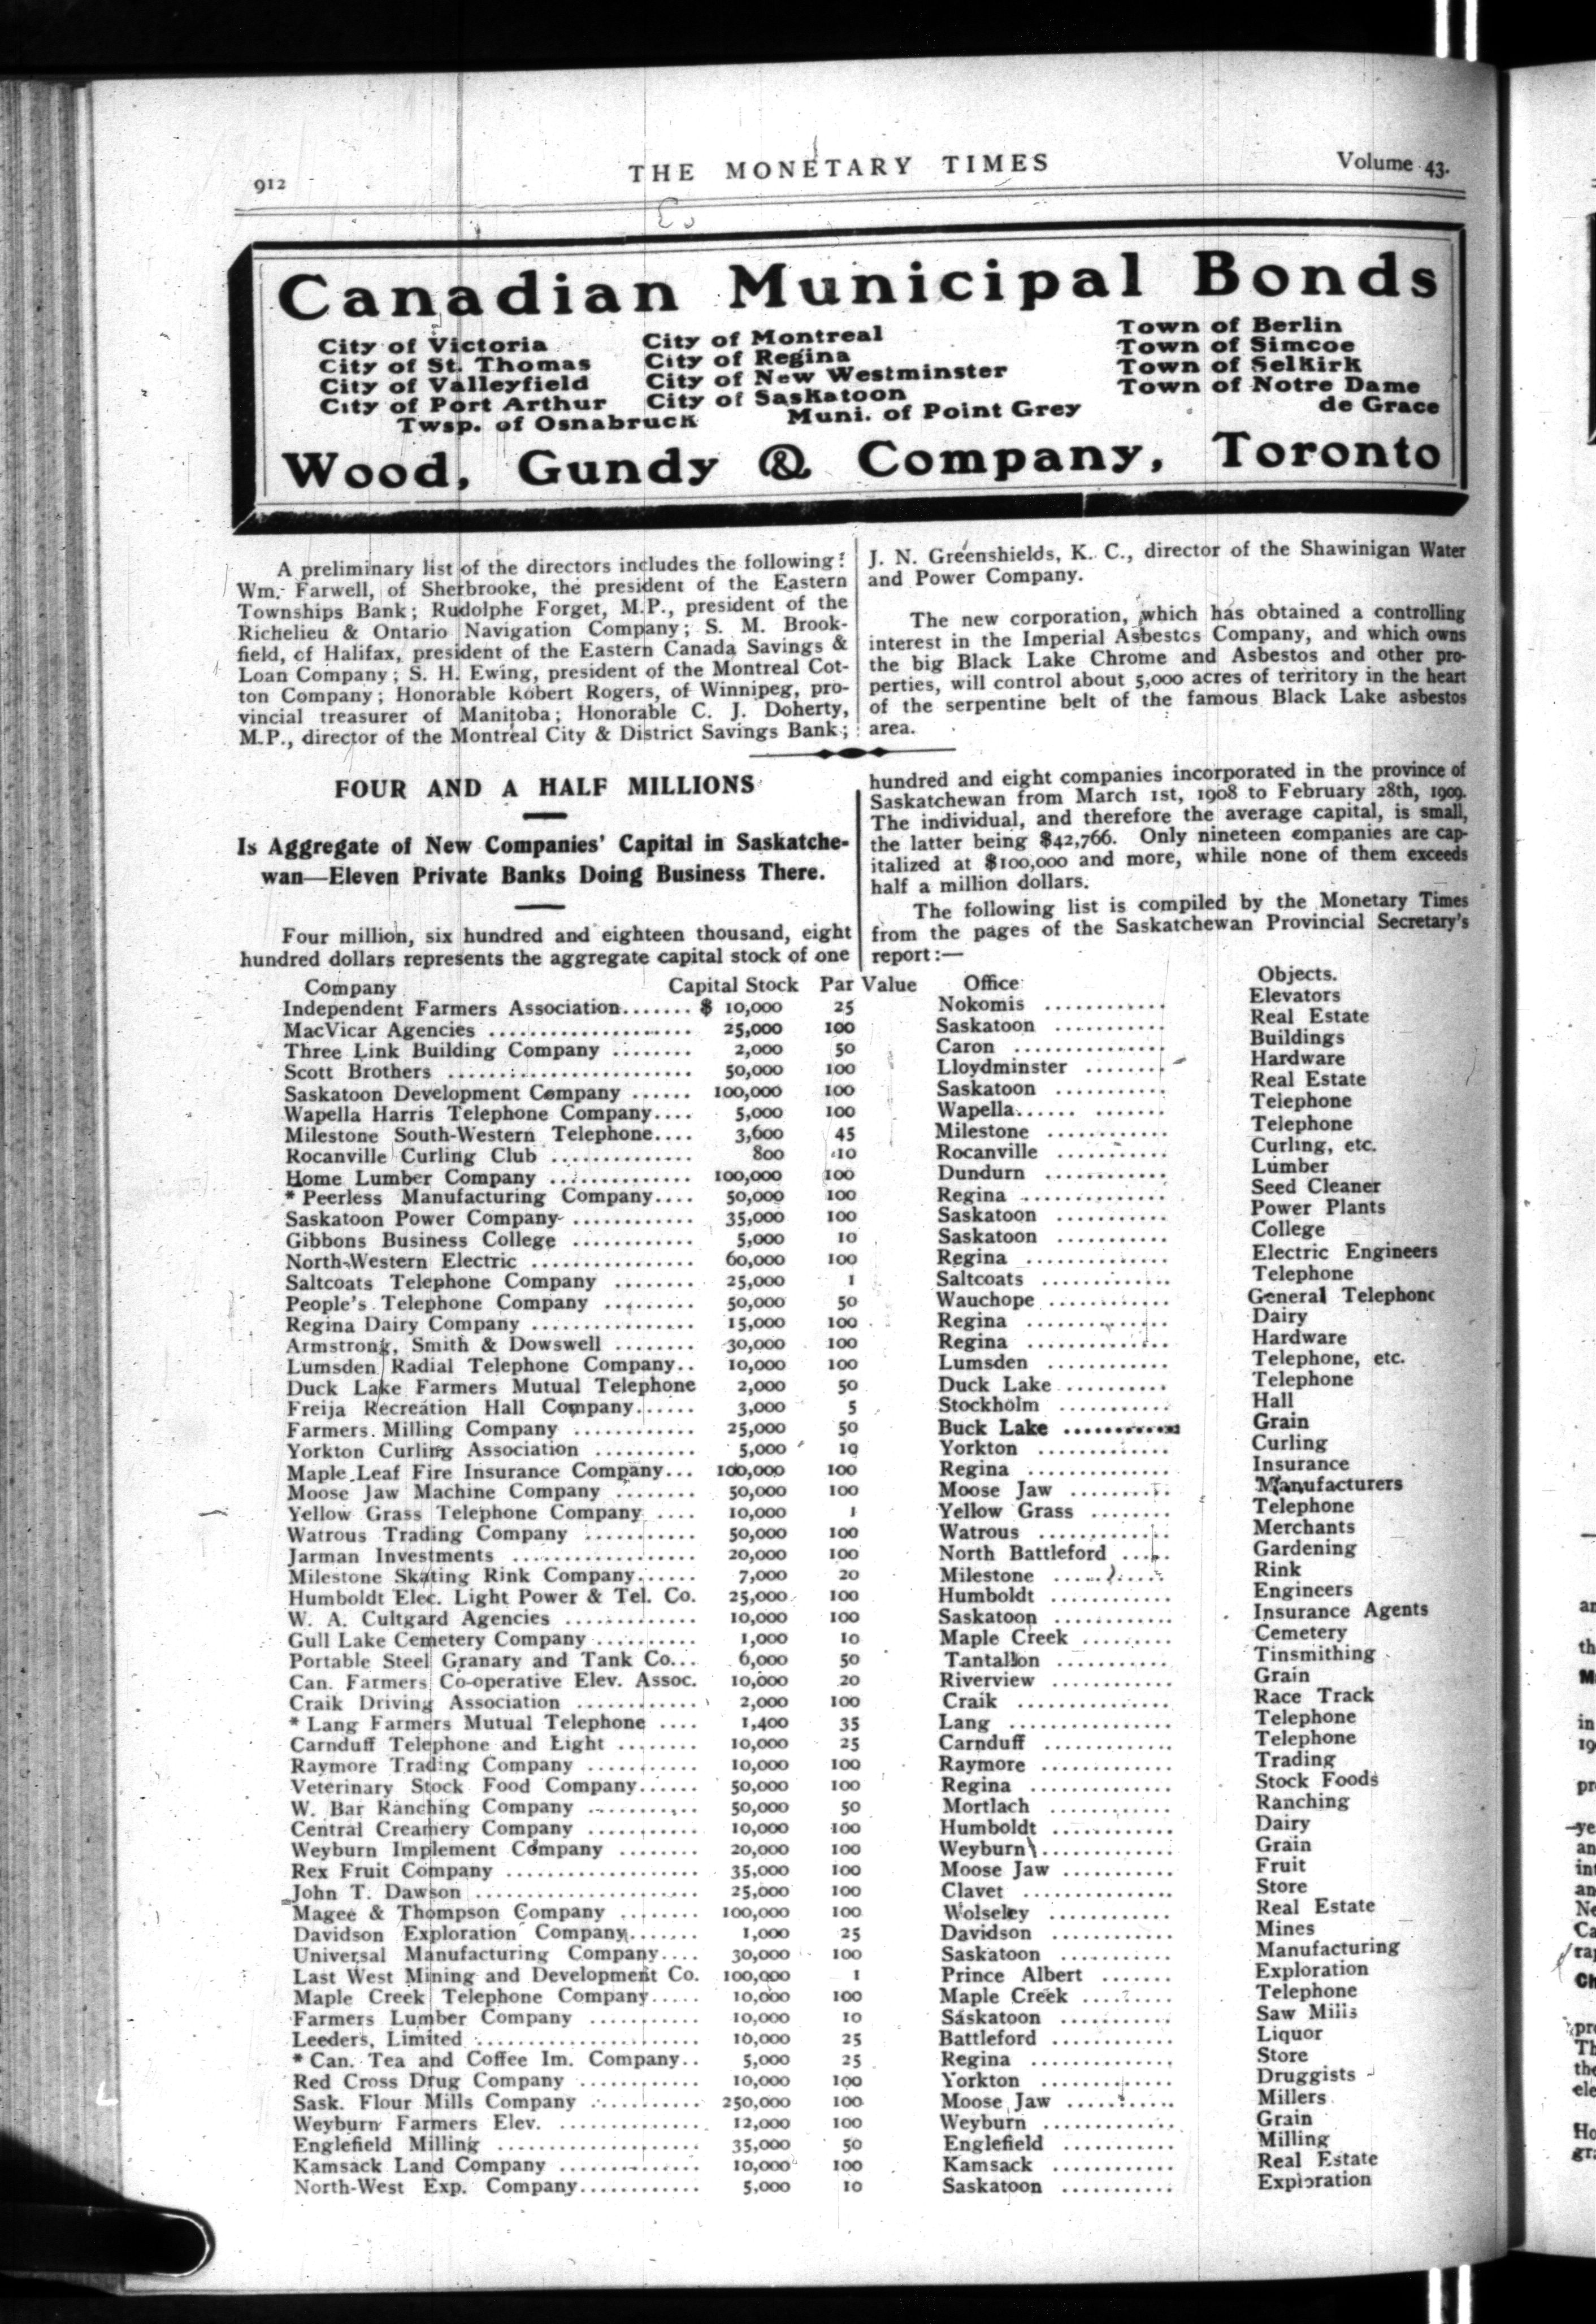 912
THE MONETARY TIMES
Volume 43.
Canadian Municipal Bonds
City of Victoria
City of St. Thomas
City of Valleyfield
City of Port Arthur
Twsp. of Osnabruck
City of Montreal
City of Regina
City of New Westminster
City of Saskatoon
Muni. of Point Grey
Town of Berlin
Town of Simcoe
Town of Selkirk
Town of Notre Dame
de Grace
Wood, Gundy & Company, Toronto
A preliminary list of the directors includes the following:
Wm. Farwell, of Sherbrooke, the president of the Eastern
Townships Bank; Rudolphe Forget, M.P., president of the
Richelieu & Ontario Navigation Company; S. M. Brook-
field, of Halifax, president of the Eastern Canada Savings &
Loan Company; S. H. Ewing, president of the Montreal Cot-
ton Company; Honorable Robert Rogers, of Winnipeg, pro-
vincial treasurer of Manitoba; Honorable C. J. Doherty,
M.P., director of the Montreal City & District Savings Bank;
J. N. Greenshields, K. C., director of the Shawinigan Water
and Power Company.
The new corporation, which has obtained a controlling
interest in the Imperial Asbestos Company, and which owns
the big Black Lake Chrome and Asbestos and other pro-
perties, will control about 5,000 acres of territory in the heart
of the serpentine belt of the famous Black Lake asbestos
area.
FOUR AND A HALF MILLIONS
Is Aggregate of New Companies' Capital in Saskatche-
wan—Eleven Private Banks Doing Business There.
Four million, six hundred and eighteen thousand, eight
hundred dollars represents the aggregate capital stock of one
hundred and eight companies incorporated in the province of
Saskatchewan from March 1st, 1908 to February 28th, 1909.
The individual, and therefore the average capital, is small,
the latter being $42,766. Only nineteen companies are cap-
italized at $100,000 and more, while none of them exceeds
half a million dollars.
The following list is compiled by the Monetary Times
from the pages of the Saskatchewan Provincial Secretary's
report:—
Company Capital Stock Par Value Office Objects.
Independent Farmers Association....... $ 10,000 25 Nokomis ............ Elevators
MacVicar Agencies .................... 25,000 100 Saskatoon ........... Real Estate
Three Link Building Company ........ 2,000 50 Caron ............... Buildings
Scott Brothers ........................ 50,000 100 Lloydminster ........ Hardware
Saskatoon Development Company ...... 100,000 100 Saskatoon ........... Real Estate
Wapella Harris Telephone Company.... 5,000 100 Wapella...... ....... Telephone
Milestone South-Western Telephone.... 3,600 45 Milestone ............ Telephone
Rocanville Curling Club .............. 800 10 Rocanville ........... Curling, etc.
Home Lumber Company .............. 100,000 100 Dundurn ............ Lumber
* Peerless Manufacturing Company.... 50,000 100 Regina .............. Seed Cleaner
Saskatoon Power Company ............ 35,000 100 Saskatoon ........... Power Plants
Gibbons Business College ............ 5,000 10 Saskatoon ........... College
North-Western Electric ................ 60,000 100 Regina .............. Electric Engineers
Saltcoats Telephone Company ........ 25,000 1 Saltcoats ............ Telephone
People's Telephone Company ......... 50,000 50 Wauchope ............ General Telephone
Regina Dairy Company ................ 15,000 100 Regina .............. Dairy
Armstrong, Smith & Dowswell ........ 30,000 100 Regina .............. Hardware
Lumsden Radial Telephone Company.. 10,000 100 Lumsden ............ Telephone, etc.
Duck Lake Farmers Mutual Telephone 2,000 50 Duck Lake........... Telephone
Freija Recreation Hall Company...... 3,000 5 Stockholm ........... Hall
Farmers Milling Company ............ 25,000 50 Buck Lake ............ Grain
Yorkton Curling Association .......... 5,000 10 Yorkton ............. Curling
Maple Leaf Fire Insurance Company... 100,000 100 Regina .............. Insurance
Moose Jaw Machine Company ........ 50,000 100 Moose Jaw .......... Manufacturers
Yellow Grass Telephone Company .... 10,000 1 Yellow Grass ........ Telephone
Watrous Trading Company ........... 50,000 100 Watrous ............. Merchants
Jarman Investments .................. 20,000 100 North Battleford ..... Gardening
Milestone Skating Rink Company...... 7,000 20 Milestone ........... Rink
Humboldt Elec. Light Power & Tel. Co. 25,000 100 Humboldt ............ Engineers
W. A. Cultgard Agencies ............. 10,000 100 Saskatoon ........... Insurance Agents
Gull Lake Cemetery Company .......... 1,000 10 Maple Creek ......... Cemetery
Portable Steel Granary and Tank Co... 6,000 50 Tantallon ........... Tinsmithing
Can. Farmers Co-operative Elev. Assoc. 10,000 20 Riverview ............ Grain
Craik Driving Association ............ 2,000 100 Craik ............... Race Track
* Lang Farmers Mutual Telephone .... 1,400 35 Lang ................ Telephone
Carnduff Telephone and Light ........ 10,000 25 Carnduff ............ Telephone
Raymore Trading Company ........... 10,000 100 Raymore ............. Trading
Veterinary Stock Food Company...... 50,000 100 Regina .............. Stock Foods
W. Bar Ranching Company ........... 50,000 50 Mortlach ............ Ranching
Central Creamery Company ........... 10,000 100 Humboldt ............ Dairy
Weyburn Implement Company ........ 20,000 100 Weyburn ............. Grain
Rex Fruit Company ................... 35,000 100 Moose Jaw ........... Fruit
John T. Dawson ...................... 25,000 100 Clavet ............... Store
Magee & Thompson Company ........ 100,000 100 Wolseley ............ Real Estate
Davidson Exploration Company....... 1,000 25 Davidson ............ Mines
Universal Manufacturing Company.... 30,000 100 Saskatoon ........... Manufacturing
Last West Mining and Development Co. 100,000 1 Prince Albert ....... Exploration
Maple Creek Telephone Company..... 10,000 100 Maple Creek ......... Telephone
Farmers Lumber Company ........... 10,000 10 Saskatoon ........... Saw Mills
Leeders, Limited ....................... 10,000 25 Battleford ............ Liquor
* Can. Tea and Coffee Im. Company.. 5,000 25 Regina .............. Store
Red Cross Drug Company ............ 10,000 100 Yorkton ............. Druggists
Sask. Flour Mills Company ........... 250,000 100 Moose Jaw ........... Millers
Weyburn Farmers Elev. .............. 12,000 100 Weyburn ............. Grain
Englefield Milling .................... 35,000 50 Englefield ........... Milling
Kamsack Land Company .............. 10,000 100 Kamsack ............ Real Estate
North-West Exp. Company............ 5,000 10 Saskatoon ........... Exploration